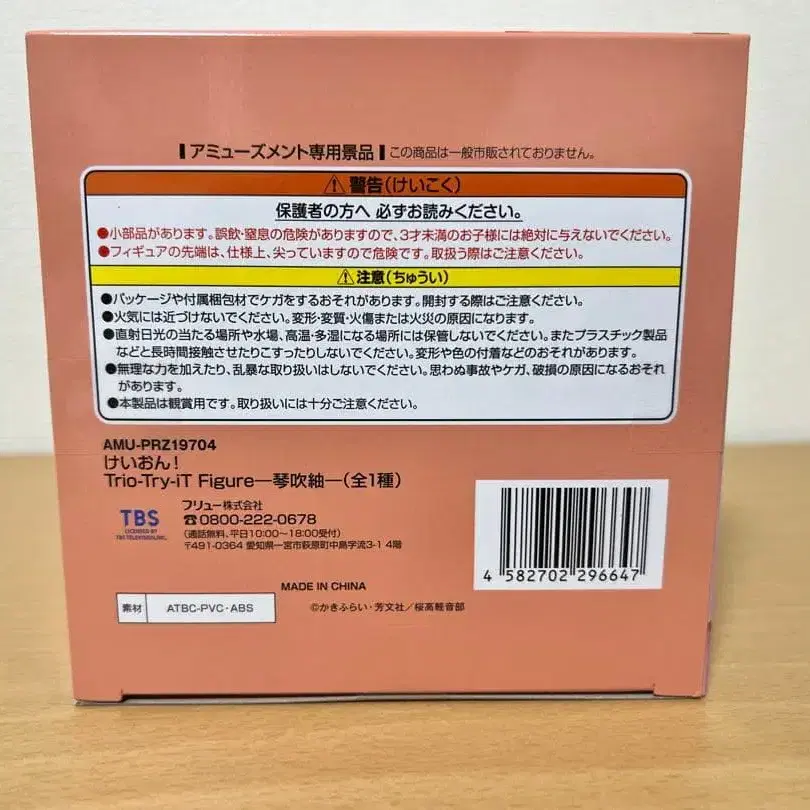 アミューズメント専用景品 この商品は一般市販されておりません。
⚠警告(けいこく)
保護者の方へ 必ずお読みください。
●小部品があります。誤飲・窒息の危険がありますので、3才未満のお子様には絶対に与えないでください。
●フィギュアの先端は、仕様上、尖っていますので危険です。取扱う際はご注意ください。
⚠注意(ちゅうい)
●パッケージや付属梱包材でケガをするおそれがあります。開封する際はご注意ください。
●火気には近づけないでください。変形・変質・火傷または火災の原因になります。
●直射日光の当たる場所や水場、高温・多湿になる場所には保管しないでください。またプラスチック製品
などと長時間接触させたりこすったりしないでください。変形や色の付着などのおそれがあります。
●無理な力を加えたり、乱暴な取り扱いはしないでください。思わぬ事故やケガ、破損の原因になるおそれ
があります。
●本製品は観賞用です。取り扱いには十分ご注意ください。
AMU-PRZ19704
けいおん!
Trio-Try-iT Figure―琴吹紬―(全1種)
TBS
LICENSED BY
TBS TELEVISION, INC.
フリュー株式会社
☎0800-222-0678
(通話無料、平日10:00~18:00受付)
〒491-0364 愛知県一宮市萩原町中島字流3-1 4階
4 582702 296647
MADE IN CHINA
素材 ATBC-PVC・ABS
©かきふらい・芳文社/桜高軽音部